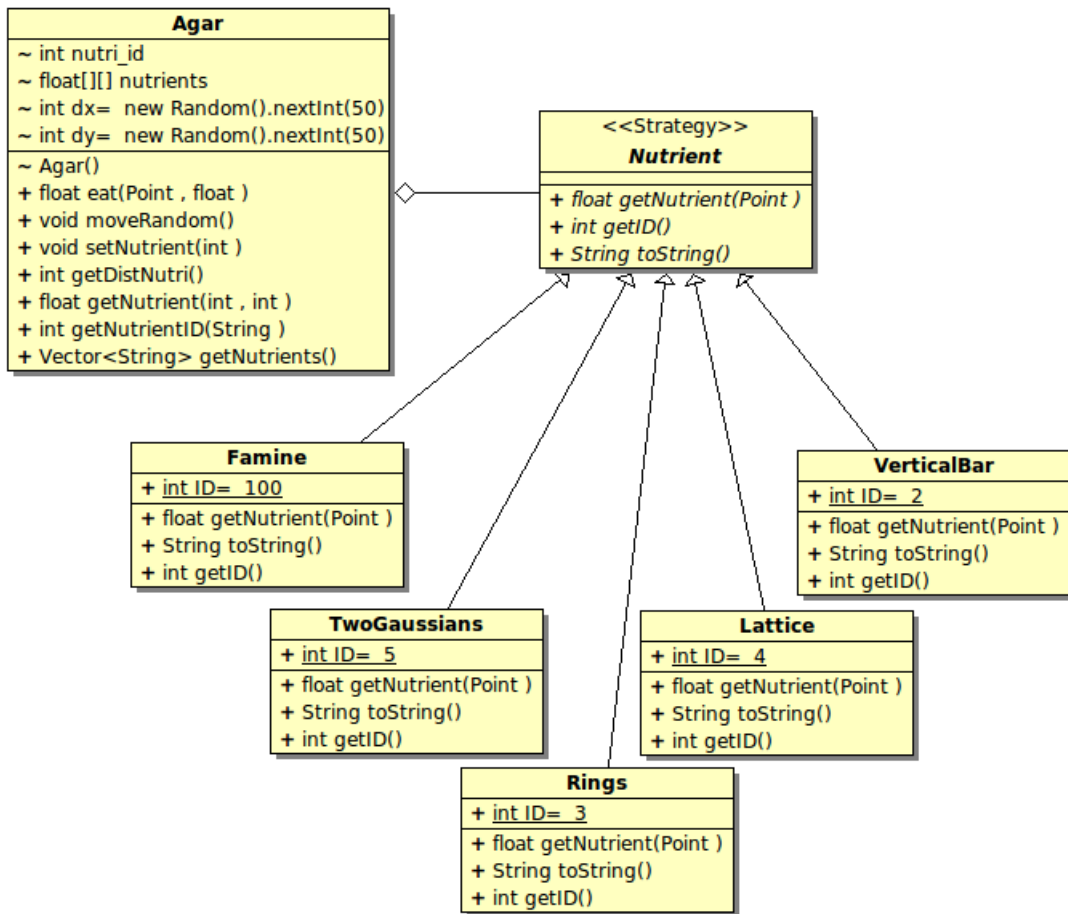 Agar
~ int nutri_id
~ float[][] nutrients
~ int dx=  new Random().nextInt(50)
~ int dy=  new Random().nextInt(50)
~ Agar()
+ float eat(Point , float )
+ void moveRandom()
+ void setNutrient(int )
+ int getDistNutri()
+ float getNutrient(int , int )
+ int getNutrientID(String )
+ Vector<String> getNutrients()
<<Strategy>>
Nutrient
+ float getNutrient(Point )
+ int getID()
+ String toString()
Famine
+ int ID=  100
+ float getNutrient(Point )
+ String toString()
+ int getID()
VerticalBar
+ int ID=  2
+ float getNutrient(Point )
+ String toString()
+ int getID()
TwoGaussians
+ int ID=  5
+ float getNutrient(Point )
+ String toString()
+ int getID()
Lattice
+ int ID=  4
+ float getNutrient(Point )
+ String toString()
+ int getID()
Rings
+ int ID=  3
+ float getNutrient(Point )
+ String toString()
+ int getID()